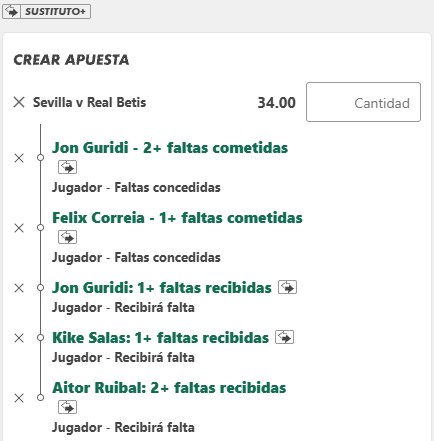 SUSTITUTO+
CREAR APUESTA
Sevilla v Real Betis 34.00 Cantidad
Jon Guridi - 2+ faltas cometidas
Jugador - Faltas concedidas
Felix Correia - 1+ faltas cometidas
Jugador - Faltas concedidas
Jon Guridi: 1+ faltas recibidas
Jugador - Recibirá falta
Kike Salas: 1+ faltas recibidas
Jugador - Recibirá falta
Aitor Ruibal: 2+ faltas recibidas
Jugador - Recibirá falta